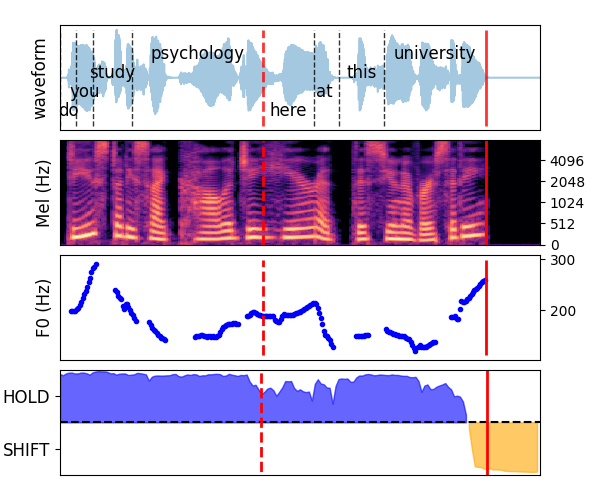 waveform
do
you
study
psychology
here
at
this
university
Mel (Hz)
4096
2048
1024
512
0
F0 (Hz)
300
200
HOLD
SHIFT